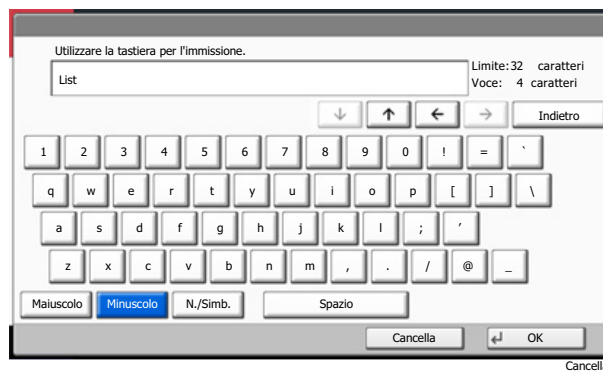 Utilizzare la tastiera per l'immissione.
List
Limite: 32 caratteri
Voce: 4 caratteri
↓ ↑ ← → Indietro
1 2 3 4 5 6 7 8 9 0 ! = `
q w e r t y u i o p [ ] \
a s d f g h j k l ; ′
z x c v b n m , . / @ _
Maiuscolo Minuscolo N./Simb. Spazio
Cancella ↵ OK
Cancella